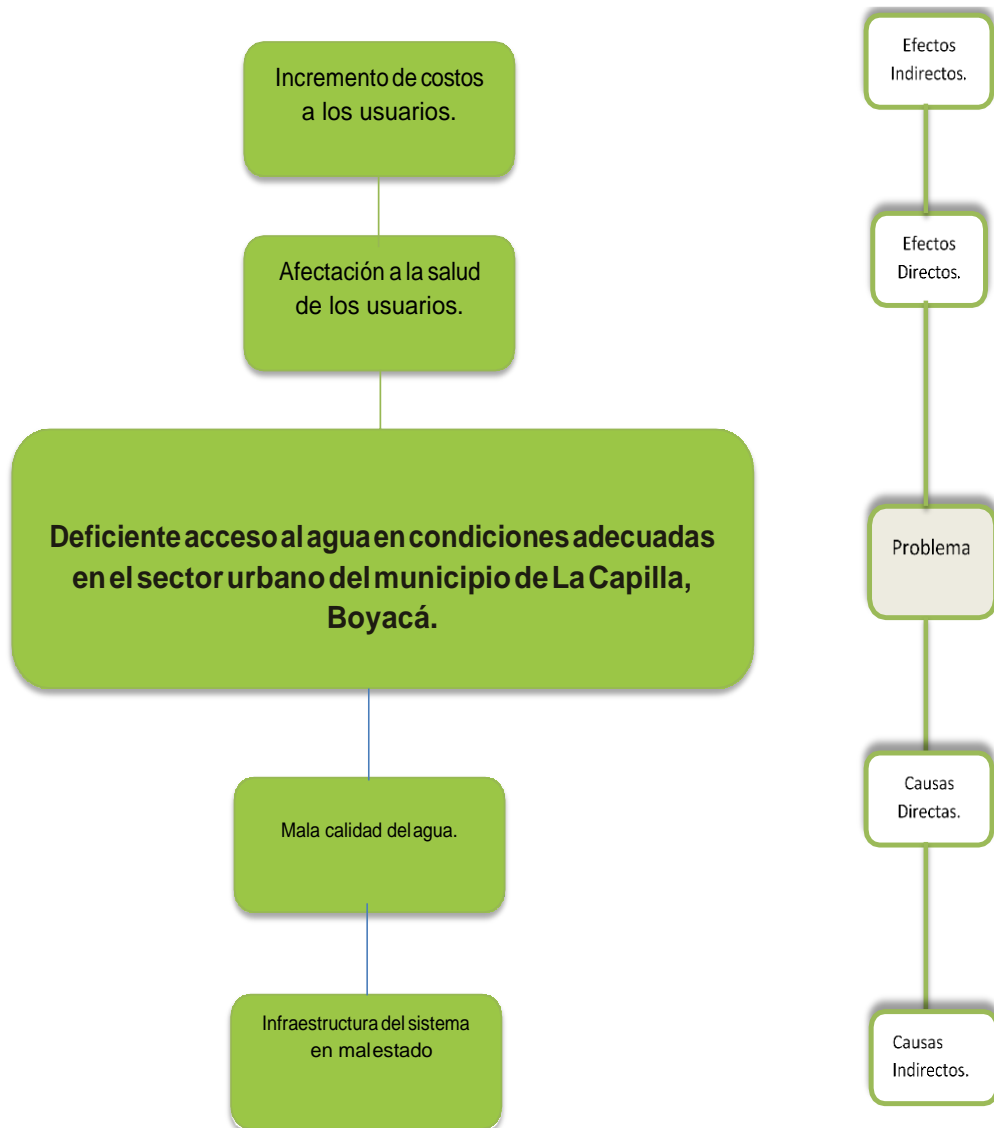 Incremento de costos
a los usuarios.
Efectos
Indirectos.
Afectación a la salud
de los usuarios.
Efectos
Directos.
Deficiente acceso al agua en condiciones adecuadas
en el sector urbano del municipio de La Capilla,
Boyacá.
Problema
Mala calidad del agua.
Causas
Directas.
Infraestructura del sistema
en mal estado
Causas
Indirectos.